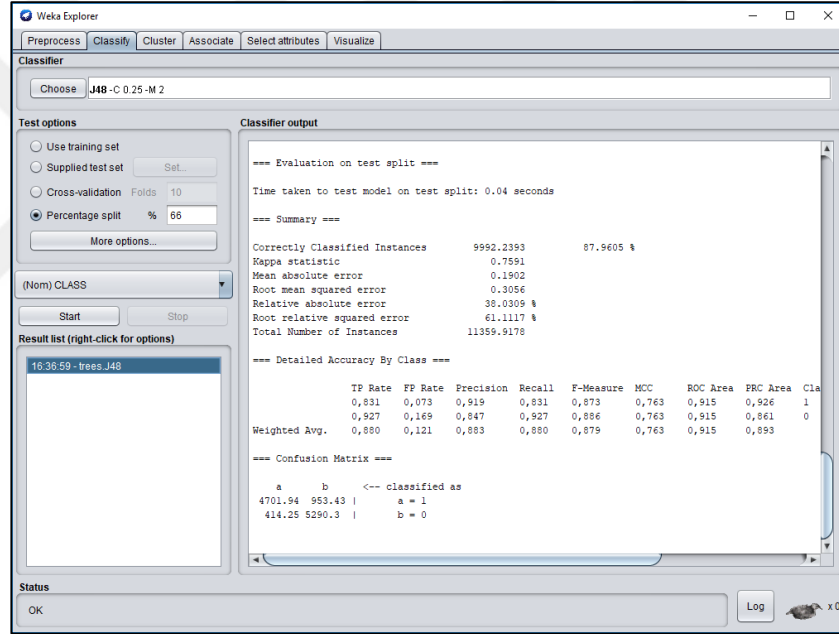 Weka Explorer
Preprocess Classify Cluster Associate Select attributes Visualize
Classifier
Choose J48 -C 0.25 -M 2
Test options
Use training set
Supplied test set Set...
Cross-validation Folds 10
Percentage split % 66
More options...
(Nom) CLASS
Start Stop
Result list (right-click for options)
16:36:59 - trees.J48
Classifier output
=== Evaluation on test split ===
Time taken to test model on test split: 0.04 seconds
=== Summary ===
Correctly Classified Instances 9992.2393 87.9605 %
Kappa statistic 0.7591
Mean absolute error 0.1902
Root mean squared error 0.3056
Relative absolute error 38.0309 %
Root relative squared error 61.1117 %
Total Number of Instances 11359.9178
=== Detailed Accuracy By Class ===
TP Rate FP Rate Precision Recall F-Measure MCC ROC Area PRC Area Cla
0,831 0,073 0,919 0,831 0,873 0,763 0,915 0,926 1
0,927 0,169 0,847 0,927 0,886 0,763 0,915 0,861 0
Weighted Avg. 0,880 0,121 0,883 0,880 0,879 0,763 0,915 0,893
=== Confusion Matrix ===
a b <-- classified as
4701.94 953.43 | a = 1
414.25 5290.3 | b = 0
Status
OK
Log
x 0